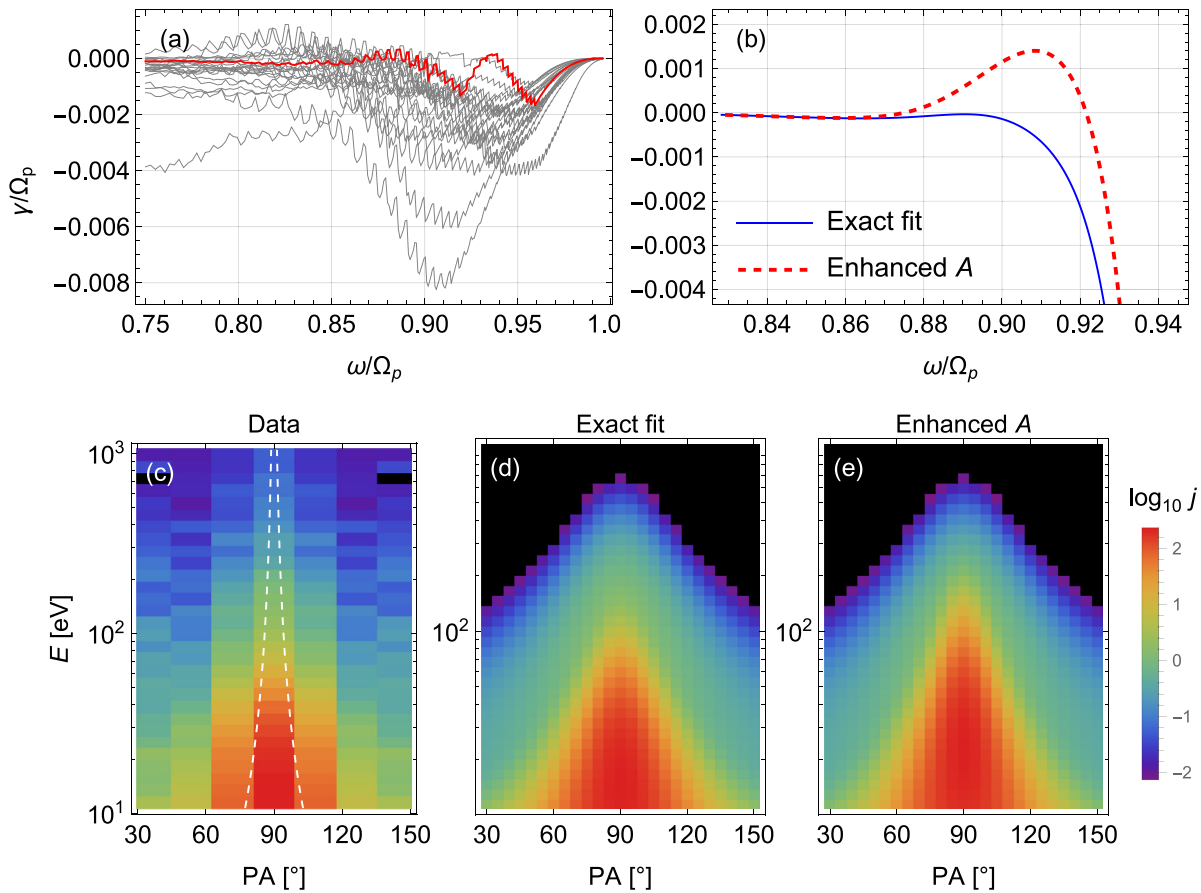 (a)
0.000
−0.002
−0.004
−0.006
−0.008
γ/Ωp
0.75 0.80 0.85 0.90 0.95 1.0
ω/Ωp
(b)
0.001
0.000
−0.001
−0.002
−0.003
−0.004
Exact fit
Enhanced A
0.84 0.86 0.88 0.90 0.92 0.94
ω/Ωp
Data
(c)
10³
10²
10¹
E [eV]
30 60 90 120 150
PA [°]
Exact fit
(d)
10²
30 60 90 120 150
PA [°]
Enhanced A
(e)
10²
30 60 90 120 150
PA [°]
log₁₀ j
2
1
0
−1
−2